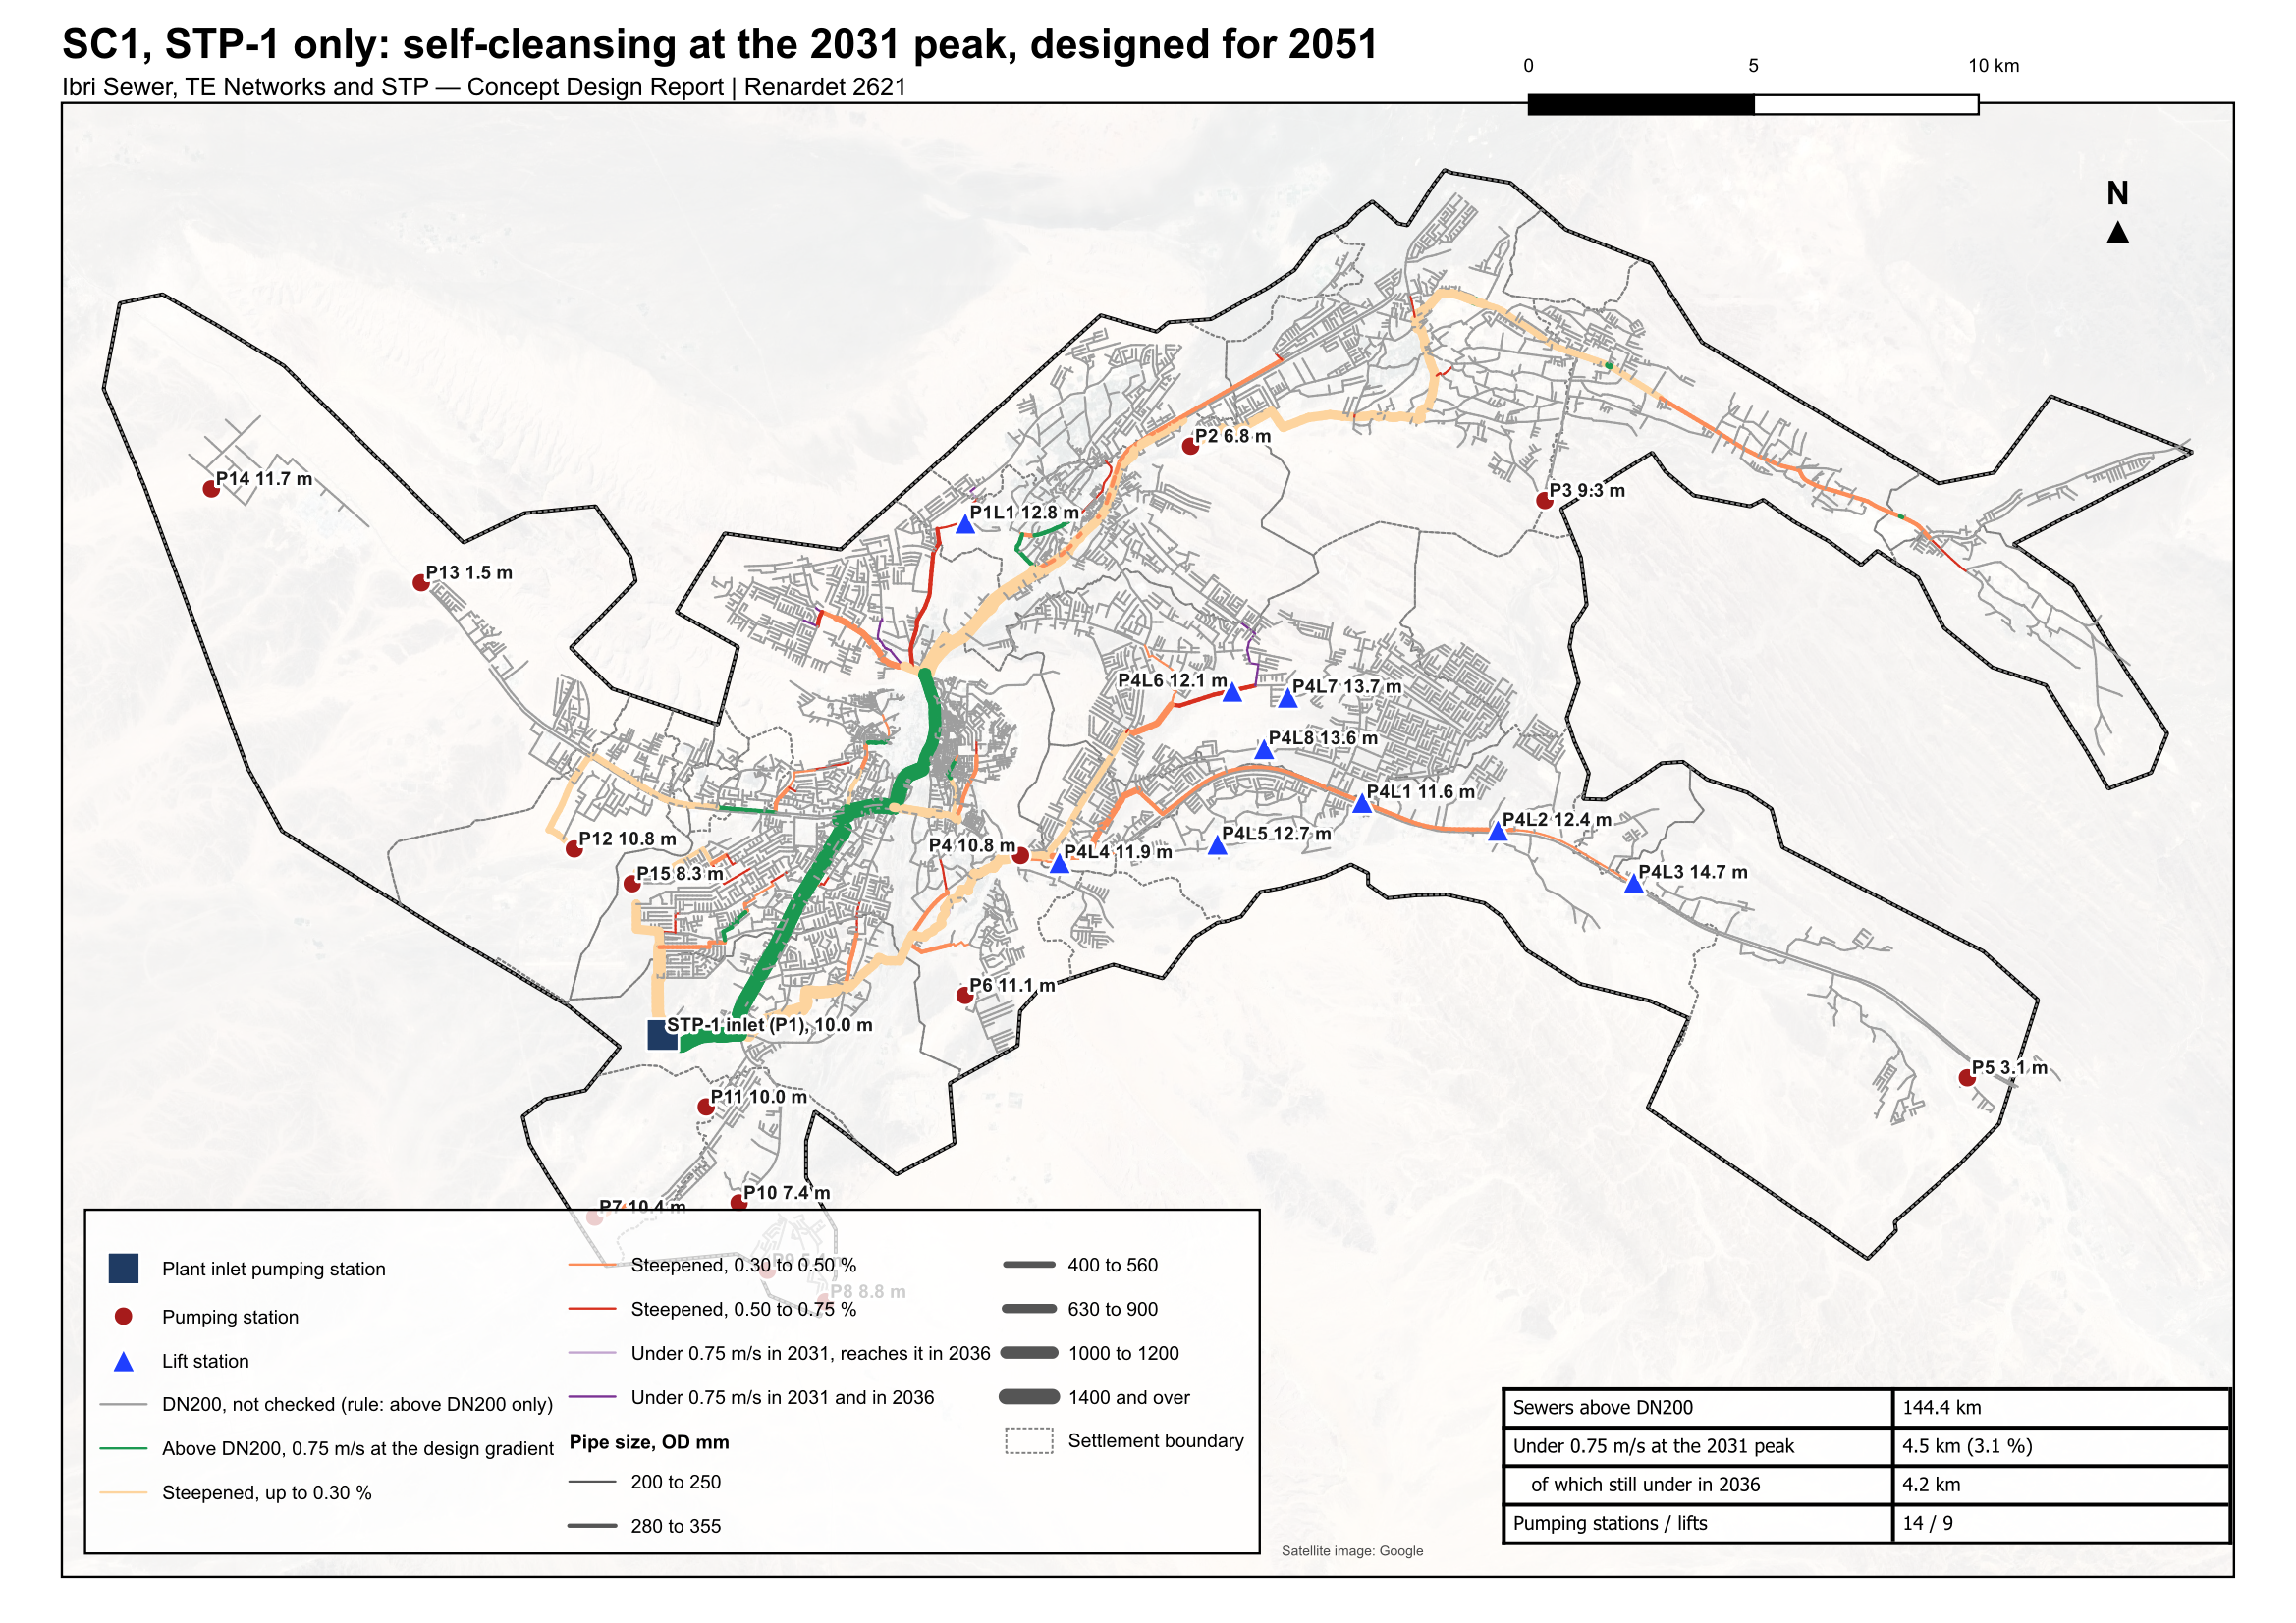 SC1, STP-1 only: self-cleansing at the 2031 peak, designed for 2051
Ibri Sewer, TE Networks and STP — Concept Design Report | Renardet 2621
0 5 10 km
N
P2 6.8 m
P14 11.7 m
P3 9.3 m
P1L1 12.8 m
P13 1.5 m
P4L6 12.1 m
P4L7 13.7 m
P4L8 13.6 m
P4L1 11.6 m
P4L2 12.4 m
P12 10.8 m
P4 10.8 m
P4L4 11.9 m
P4L5 12.7 m
P15 8.3 m
P4L3 14.7 m
P6 11.1 m
STP-1 inlet (P1), 10.0 m
P5 3.1 m
P11 10.0 m
P10 7.4 m
P7 10.4 m
P8 8.8 m
Plant inlet pumping station
Pumping station
Lift station
DN200, not checked (rule: above DN200 only)
Above DN200, 0.75 m/s at the design gradient
Steepened, up to 0.30 %
Steepened, 0.30 to 0.50 %
Steepened, 0.50 to 0.75 %
Under 0.75 m/s in 2031, reaches it in 2036
Under 0.75 m/s in 2031 and in 2036
Pipe size, OD mm
200 to 250
280 to 355
400 to 560
630 to 900
1000 to 1200
1400 and over
Settlement boundary
Satellite image: Google
Sewers above DN200 144.4 km
Under 0.75 m/s at the 2031 peak 4.5 km (3.1 %)
of which still under in 2036 4.2 km
Pumping stations / lifts 14 / 9